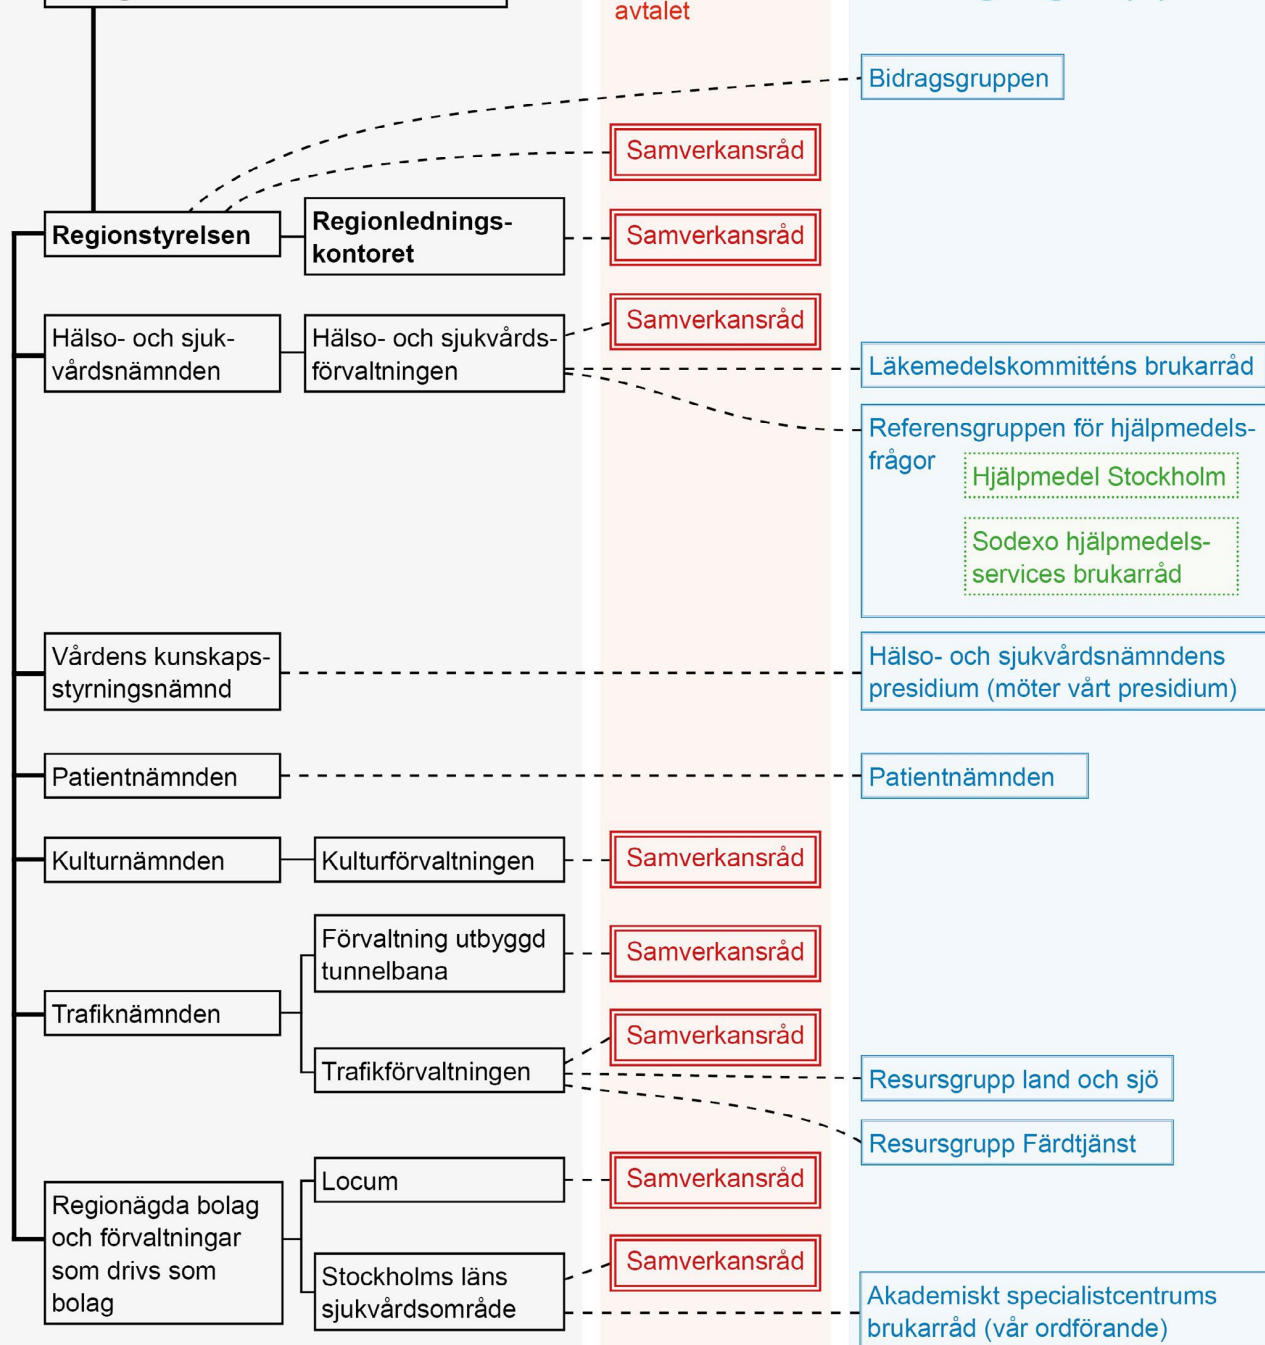 avtalet
Bidragsgruppen
Samverkansråd
Regionstyrelsen
Regionlednings-
kontoret
Samverkansråd
Hälso- och sjuk-
vårdsnämnden
Hälso- och sjukvårds-
förvaltningen
Samverkansråd
Läkemedelskommitténs brukarråd
Referensgruppen för hjälpmedels-
frågor
Hjälpmedel Stockholm
Sodexo hjälpmedels-
services brukarråd
Vårdens kunskaps-
styrningsnämnd
Hälso- och sjukvårdsnämndens
presidium (möter vårt presidium)
Patientnämnden
Patientnämnden
Kulturnämnden
Kulturförvaltningen
Samverkansråd
Trafiknämnden
Förvaltning utbyggd
tunnelbana
Samverkansråd
Trafikförvaltningen
Samverkansråd
Resursgrupp land och sjö
Resursgrupp Färdtjänst
Regionägda bolag
och förvaltningar
som drivs som
bolag
Locum
Samverkansråd
Stockholms läns
sjukvårdsområde
Samverkansråd
Akademiskt specialistcentrums
brukarråd (vår ordförande)